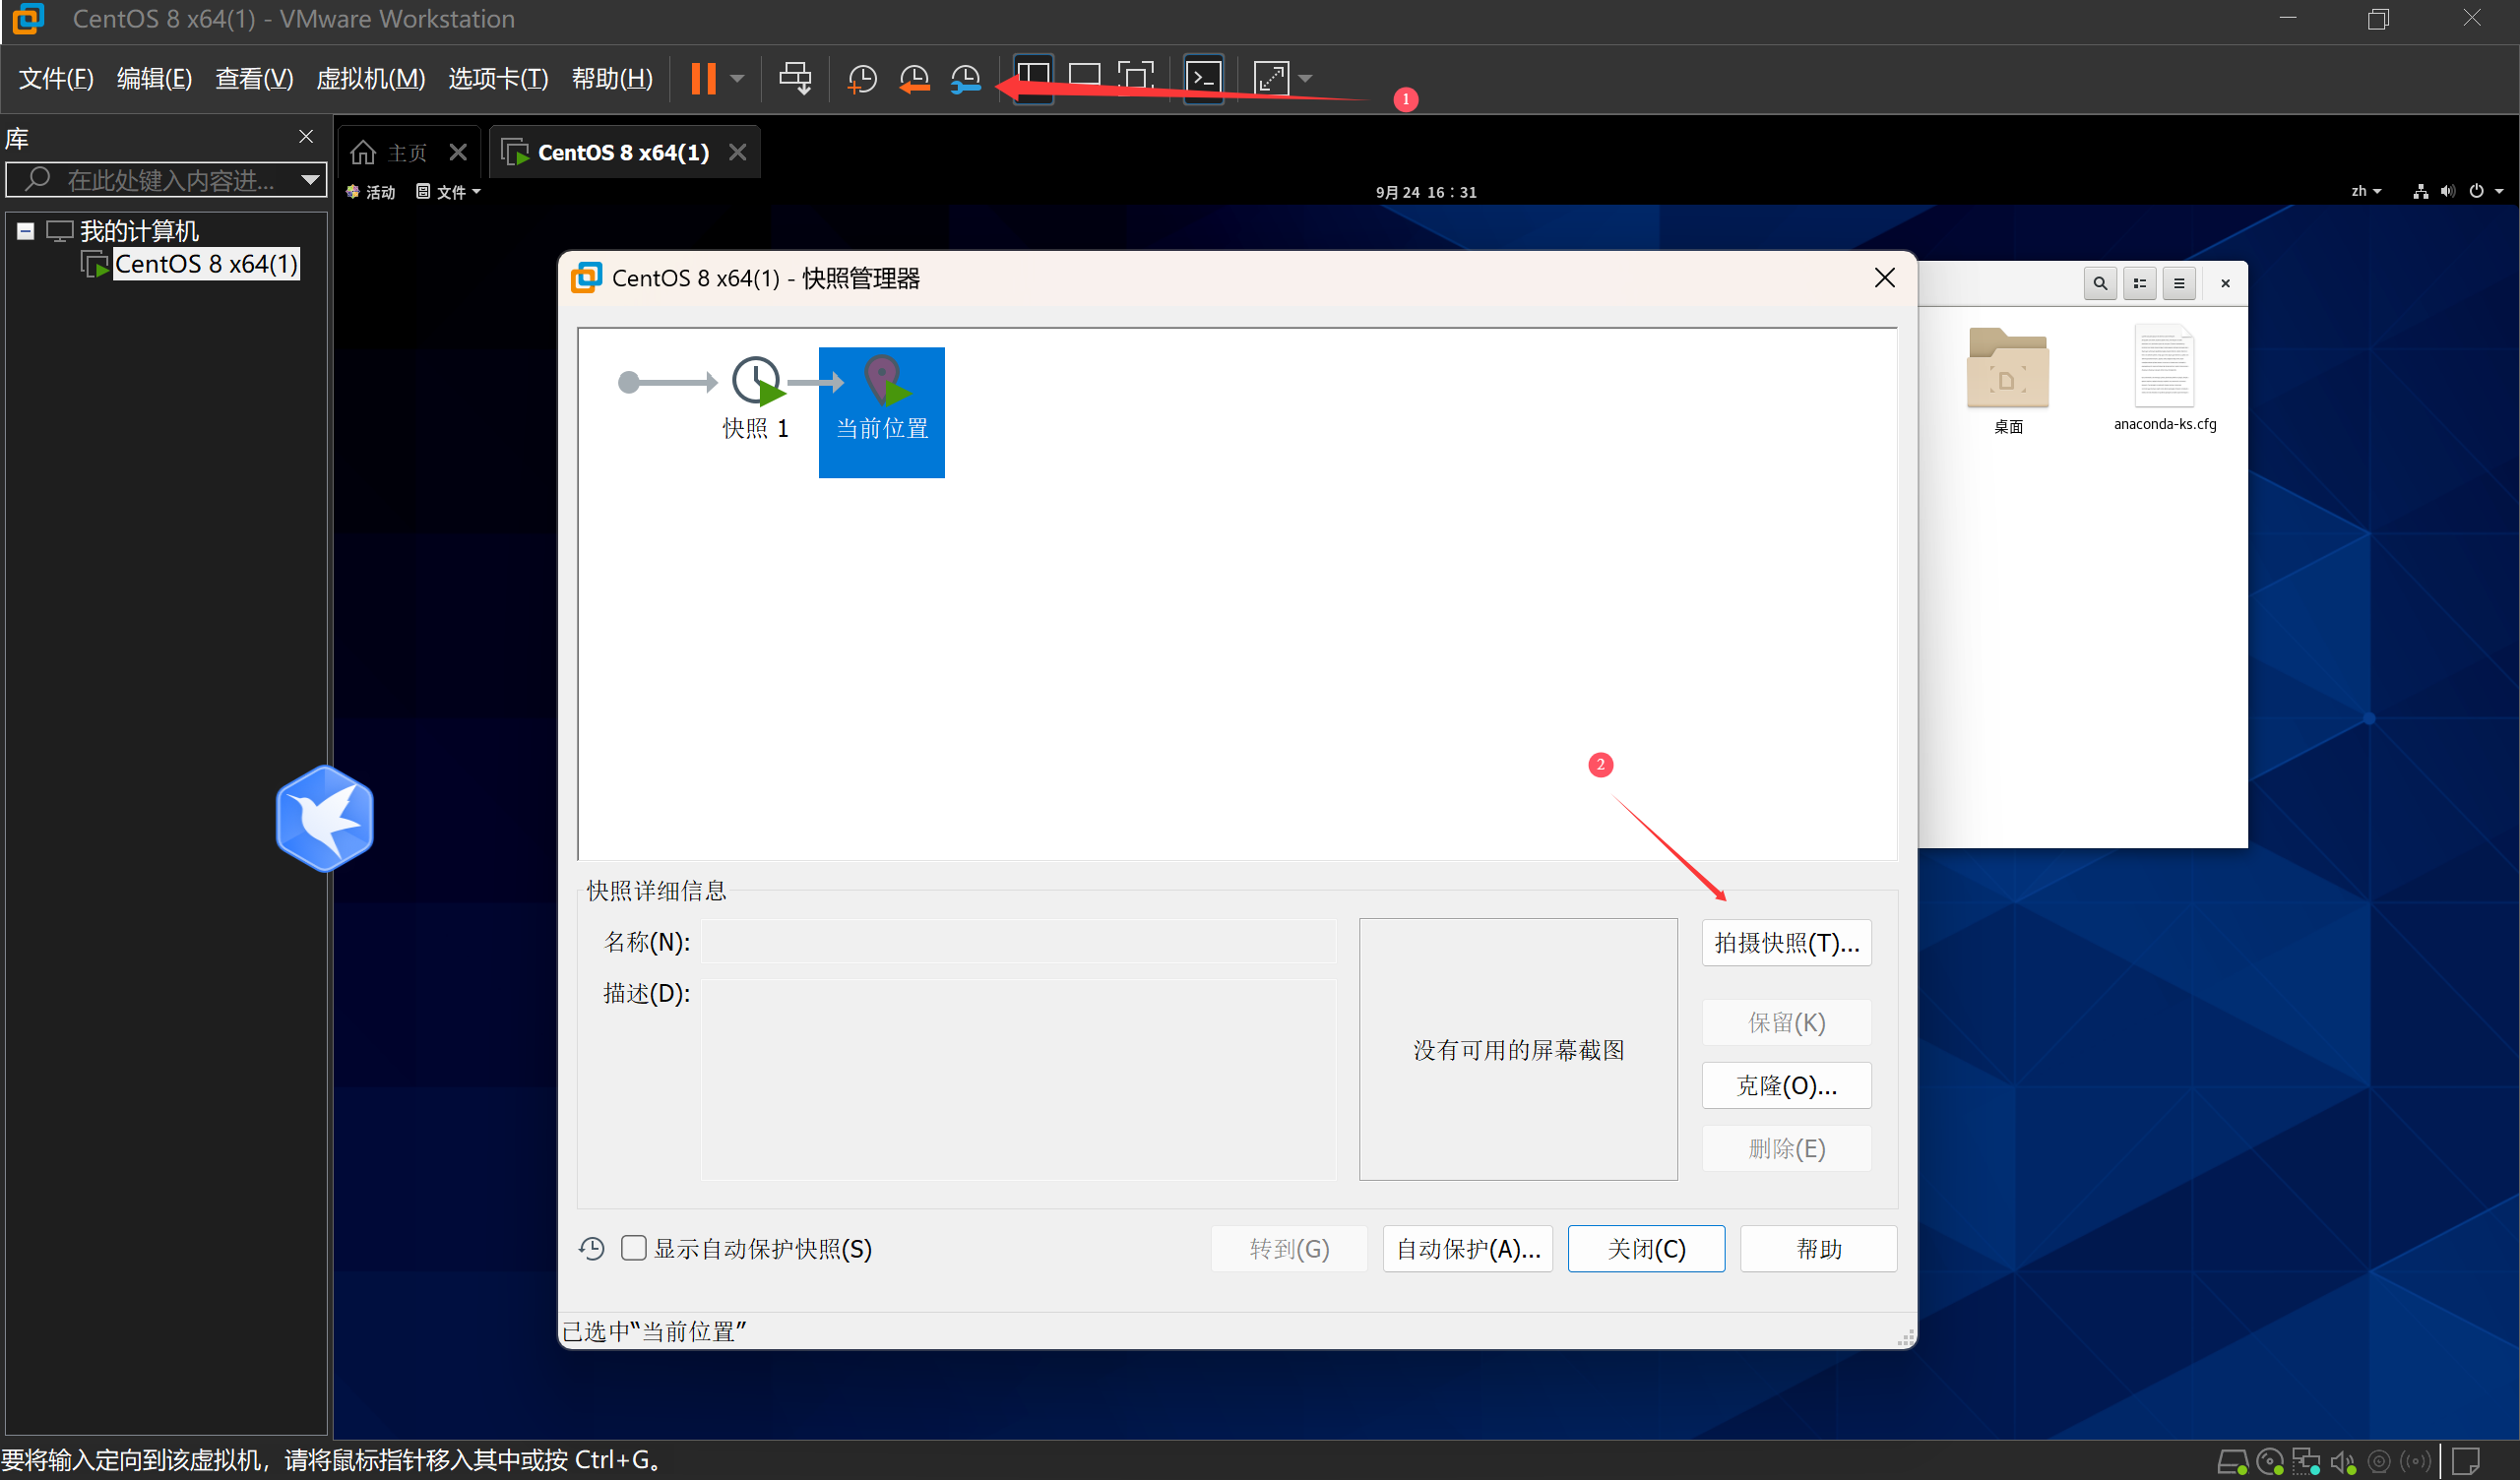 CentOS 8 x64(1) - VMware Workstation
文件(F) 编辑(E) 查看(V) 虚拟机(M) 选项卡(T) 帮助(H)
1
库
主页
CentOS 8 x64(1)
在此处键入内容进...
活动 文件 9月 24 16：31 zh
我的计算机
CentOS 8 x64(1)
CentOS 8 x64(1) - 快照管理器
快照 1
当前位置
桌面
anaconda-ks.cfg
2
快照详细信息
名称(N):
拍摄快照(T)...
描述(D):
保留(K)
没有可用的屏幕截图
克隆(O)...
删除(E)
显示自动保护快照(S)
转到(G)
自动保护(A)...
关闭(C)
帮助
已选中“当前位置”
要将输入定向到该虚拟机，请将鼠标指针移入其中或按 Ctrl+G。